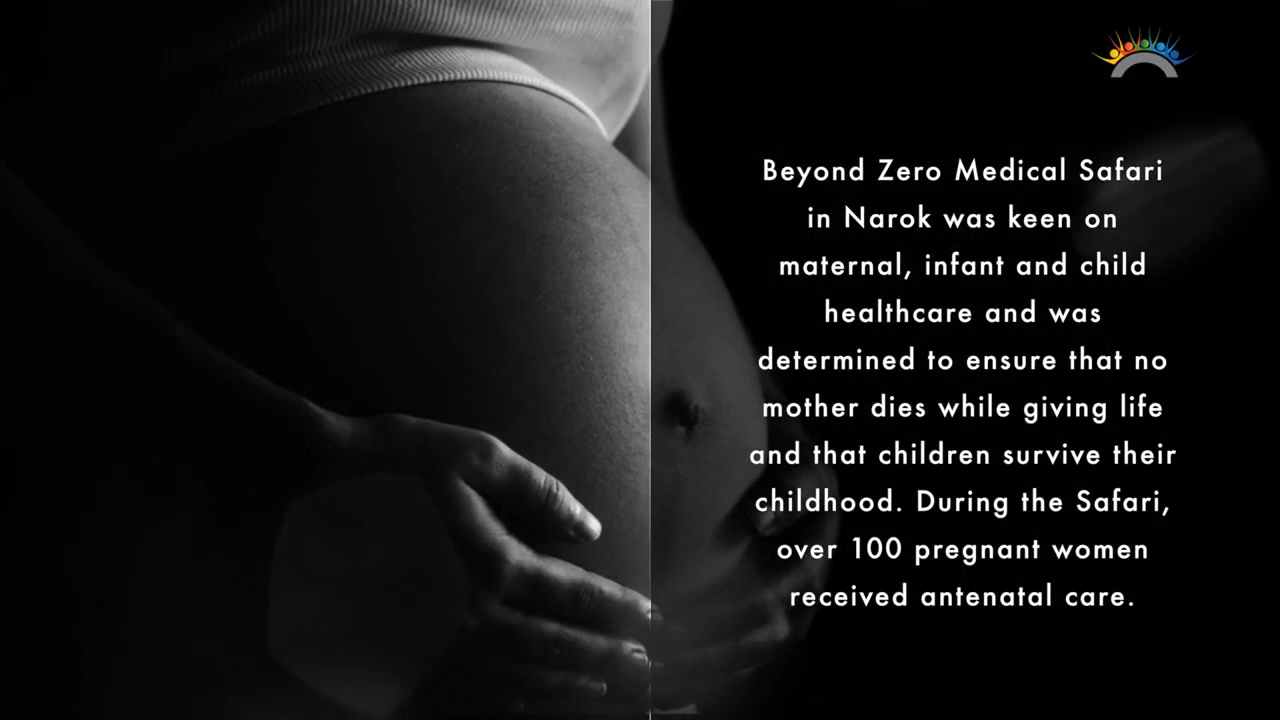 Beyond Zero Medical Safari
in Narok was keen on
maternal, infant and child
healthcare and was
determined to ensure that no
mother dies while giving life
and that children survive their
childhood. During the Safari,
over 100 pregnant women
received antenatal care.